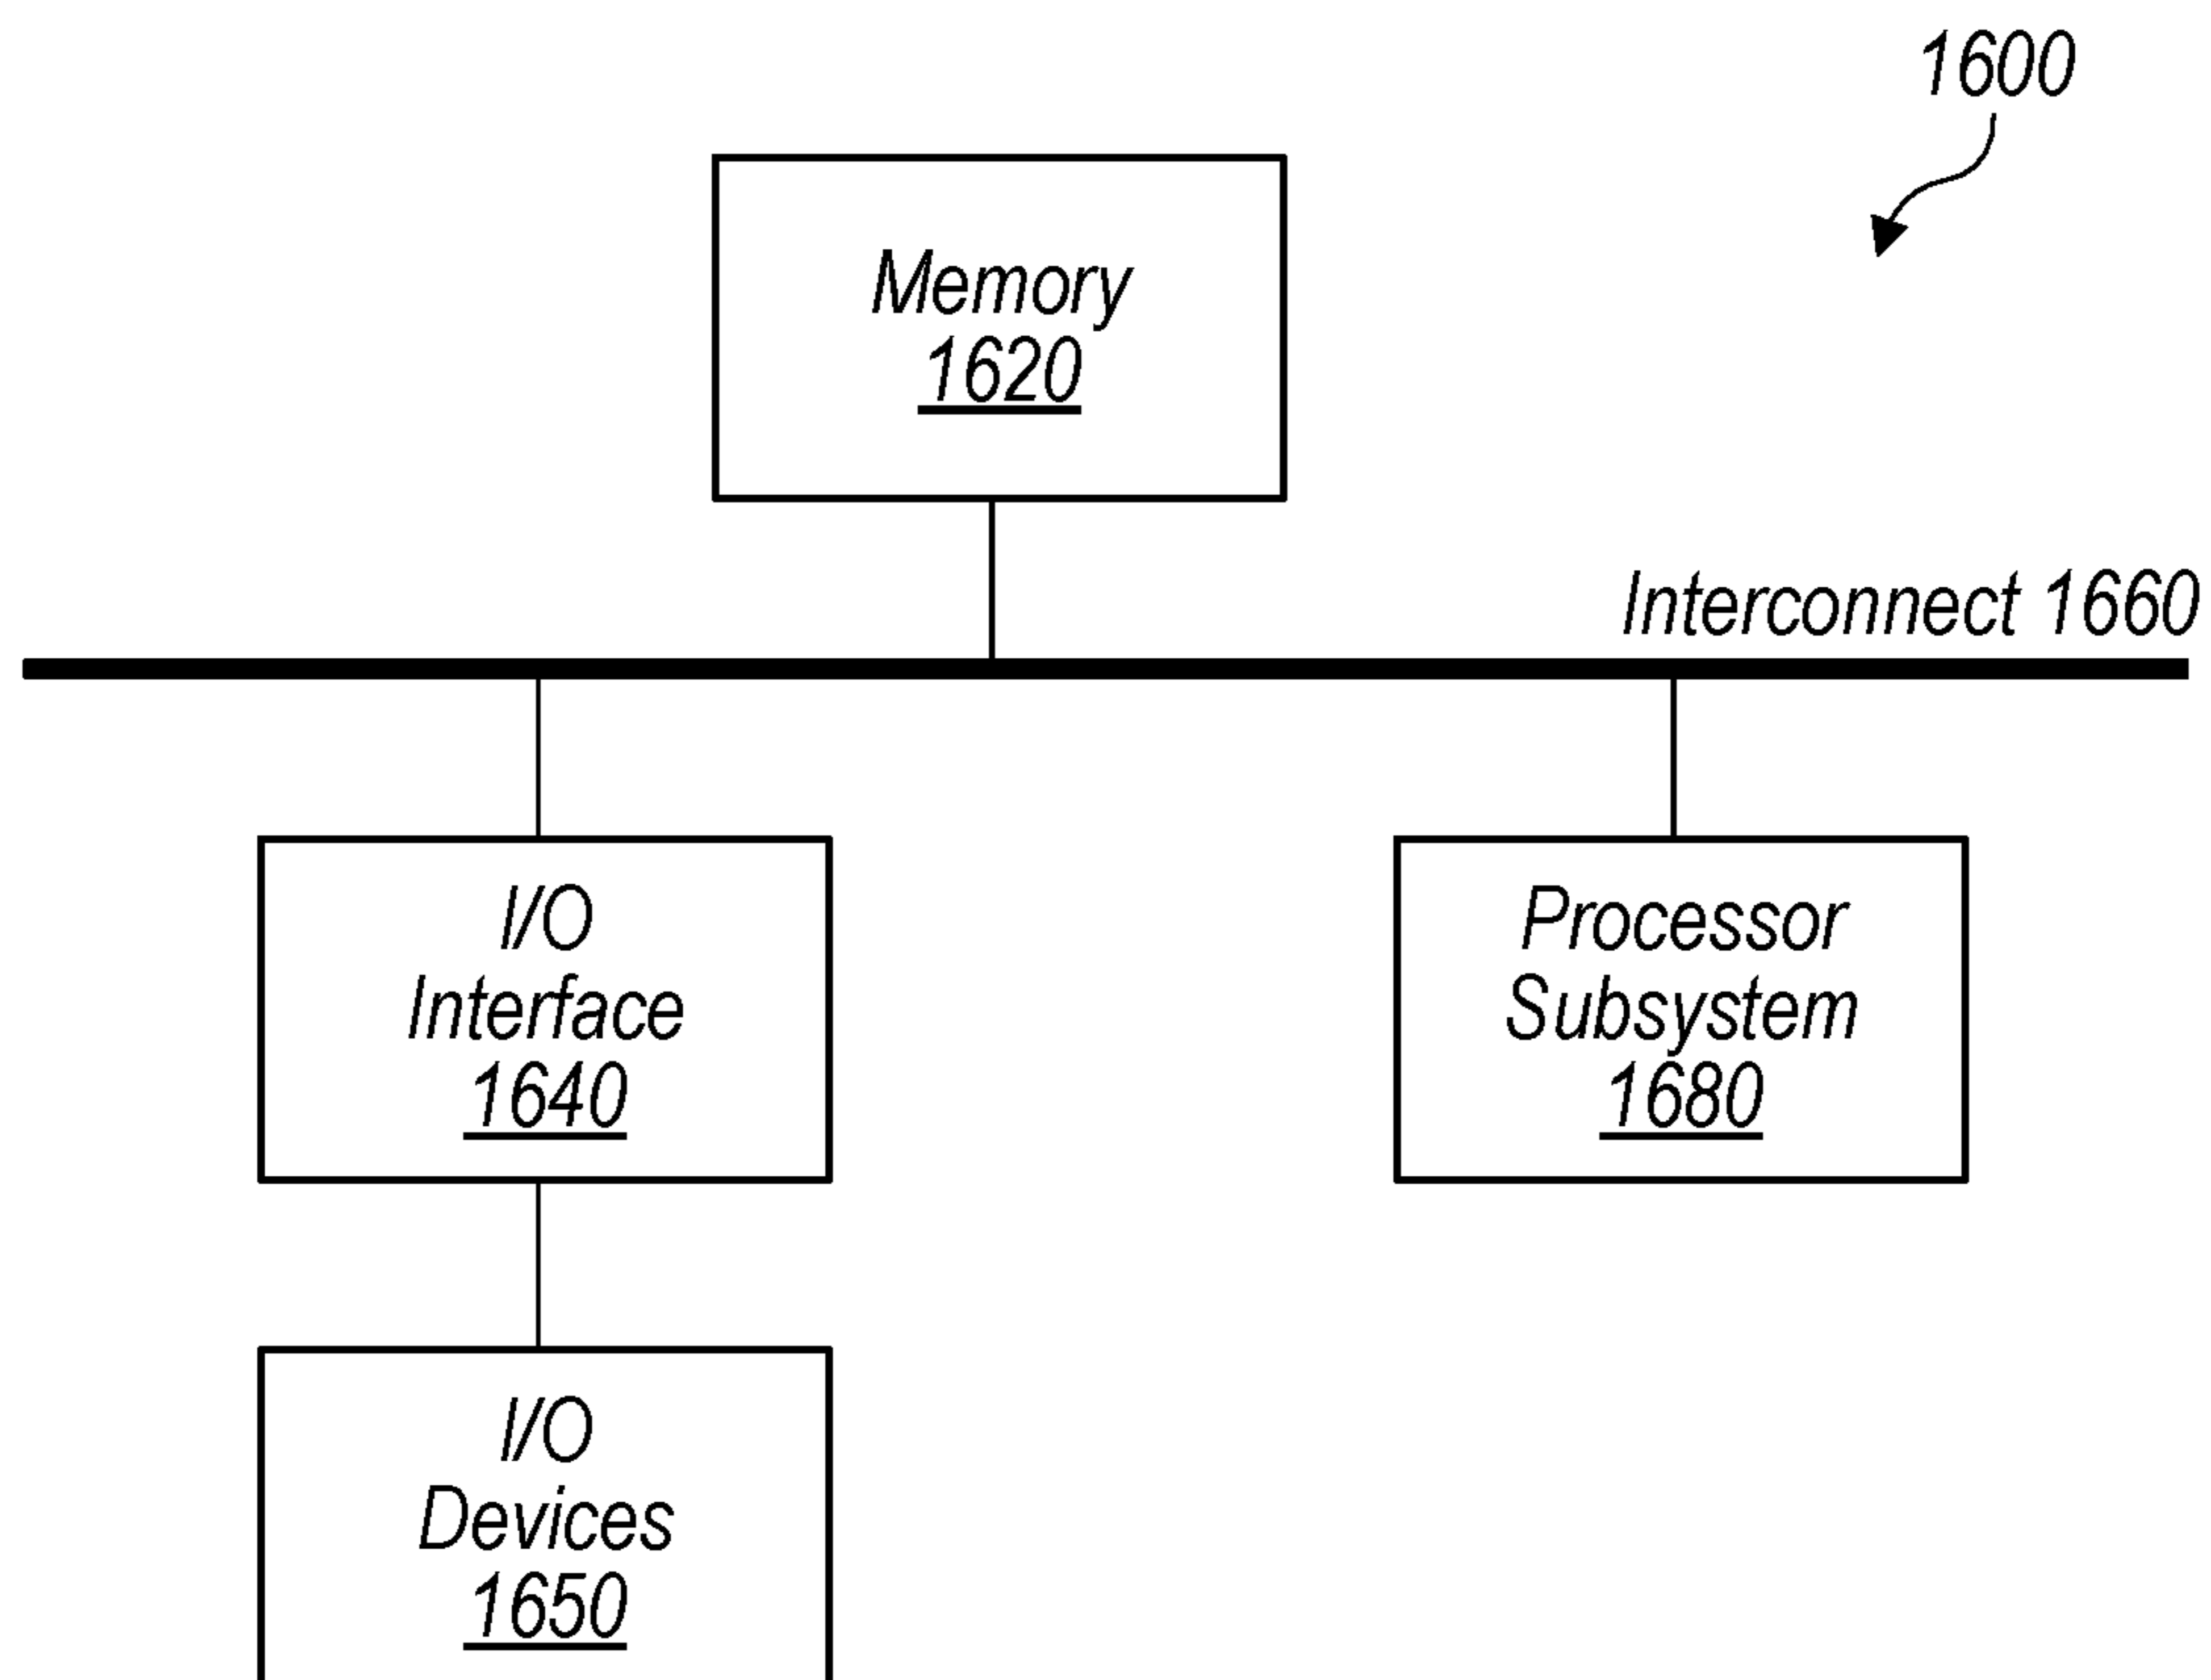 1600
Memory
1620
Interconnect 1660
I/O
Interface
1640
Processor
Subsystem
1680
I/O
Devices
1650